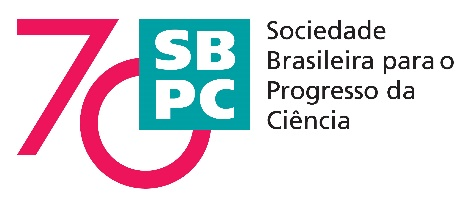 70
SB
PC
Sociedade
Brasileira para o
Progresso da
Ciência